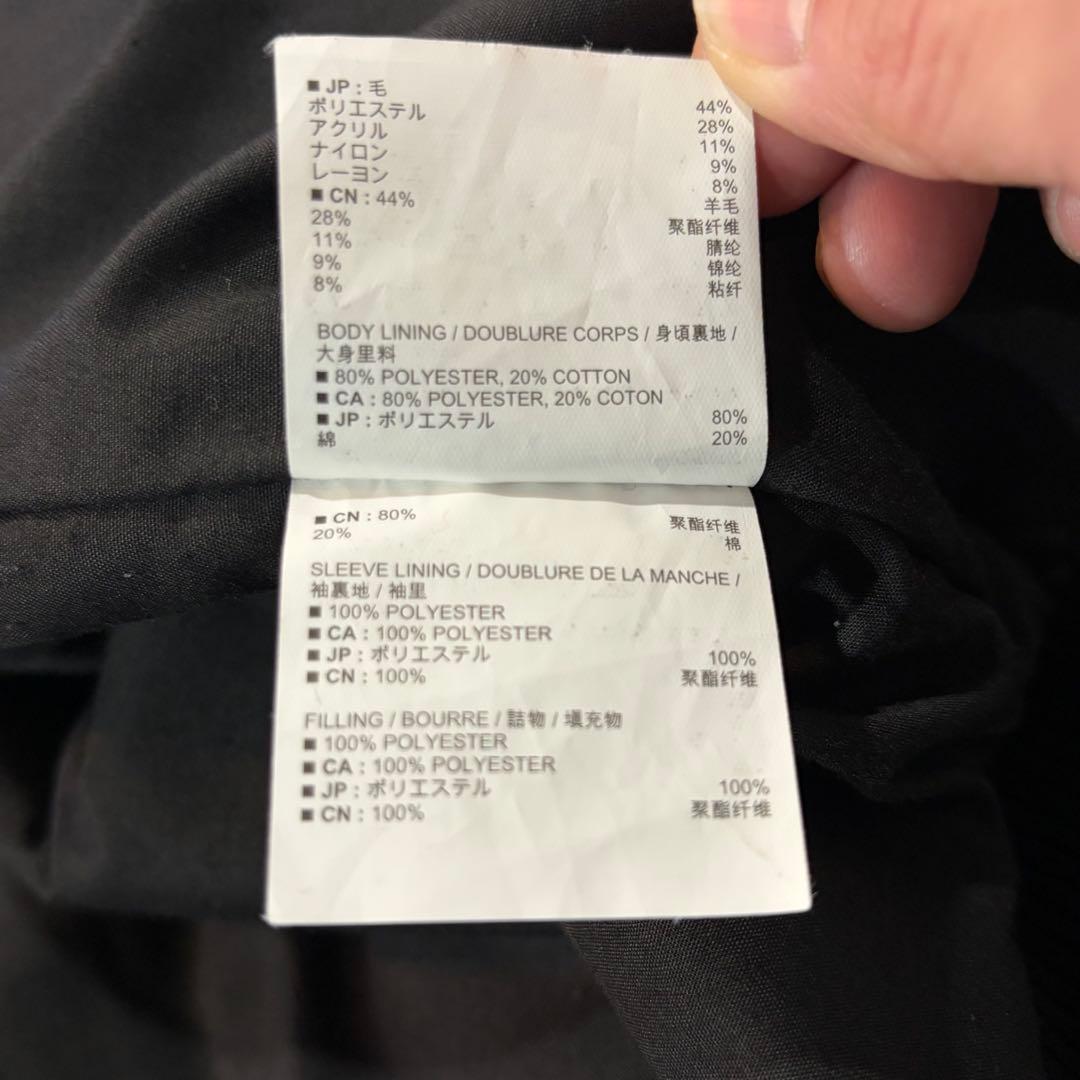 ■ JP : 毛 44%
ポリエステル 28%
アクリル 11%
ナイロン 9%
レーヨン 8%
■ CN : 44% 羊毛
28% 聚酯纤维
11% 腈纶
9% 锦纶
8% 粘纤
BODY LINING / DOUBLURE CORPS / 身頃裏地 /
大身里料
■ 80% POLYESTER, 20% COTTON
■ CA : 80% POLYESTER, 20% COTON
■ JP : ポリエステル 80%
綿 20%
■ CN : 80% 聚酯纤维
20% 棉
SLEEVE LINING / DOUBLURE DE LA MANCHE /
袖裏地 / 袖里
■ 100% POLYESTER
■ CA : 100% POLYESTER
■ JP : ポリエステル 100%
■ CN : 100% 聚酯纤维
FILLING / BOURRE / 詰物 / 填充物
■ 100% POLYESTER
■ CA : 100% POLYESTER
■ JP : ポリエステル 100%
■ CN : 100% 聚酯纤维